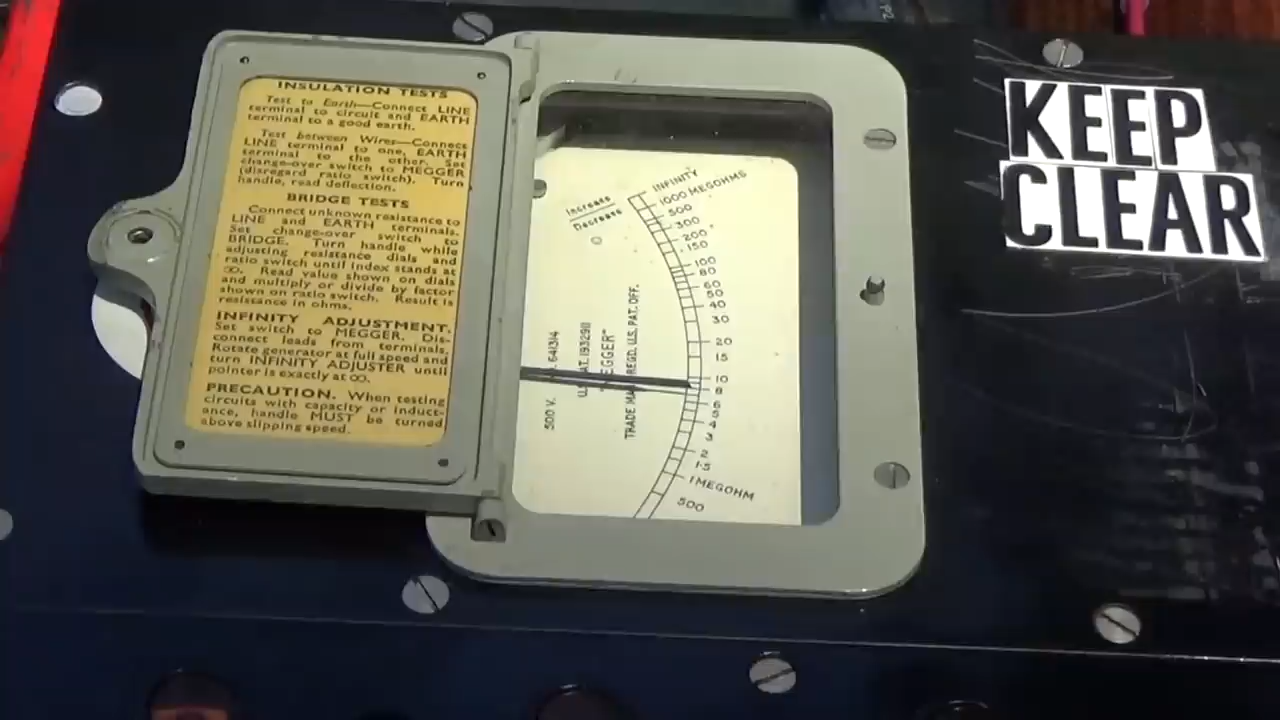 INSULATION TESTS
Test to Earth—Connect LINE
terminal to circuit and EARTH
terminal to a good earth.
Test between Wires—Connect
LINE terminal to one, EARTH
terminal to the other. Set
change-over switch to MEGGER
(disregard ratio switch). Turn
handle, read deflection.
BRIDGE TESTS
Connect unknown resistance to
LINE and EARTH terminals.
Set change-over switch to
BRIDGE. Turn handle while
adjusting resistance dials and
ratio switch until index stands at
∞. Read value shown on dials
and multiply or divide by factor
shown on ratio switch. Result is
resistance in ohms.
INFINITY ADJUSTMENT.
Set switch to MEGGER. Dis-
connect leads from terminals.
Rotate generator at full speed and
turn INFINITY ADJUSTER until
pointer is exactly at ∞.
PRECAUTION. When testing
circuits with capacity or induct-
ance, handle MUST be turned
above slipping speed.
Increase
Decrease
INFINITY
1000 MEGOHMS
500
300
200
150
100
80
60
50
40
30
20
15
10
8
6
5
4
3
2
1·5
1 MEGOHM
500
500 V.
641314
PAT. 1932911
TRADE REGD. U.S. PAT. OFF.
KEEP
CLEAR